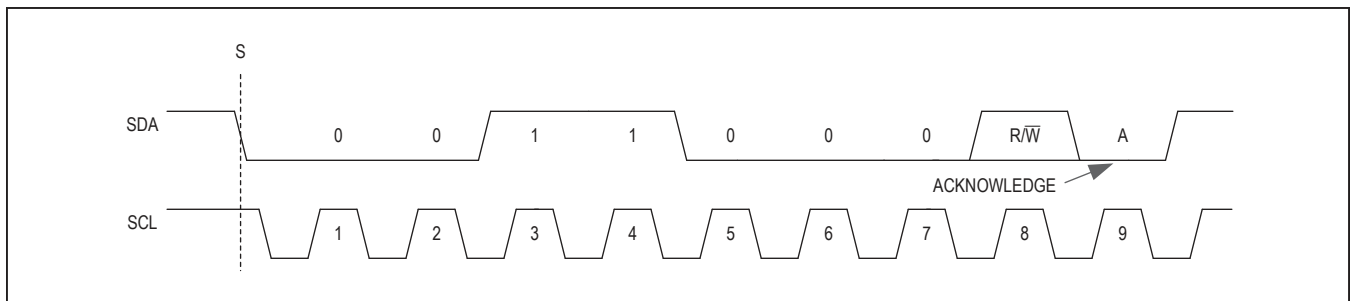 S
SDA 0 0 1 1 0 0 0 R/W̅ A
ACKNOWLEDGE
SCL 1 2 3 4 5 6 7 8 9